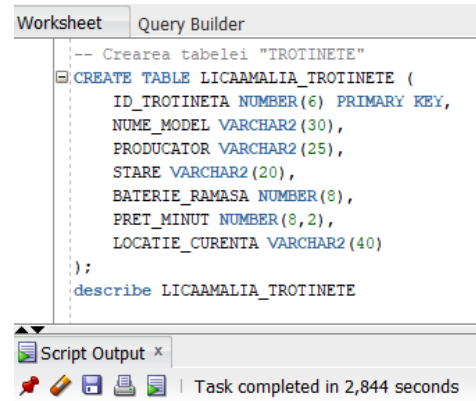 Worksheet Query Builder
-- Crearea tabelei "TROTINETE"
CREATE TABLE LICAAMALIA_TROTINETE (
ID_TROTINETA NUMBER(6) PRIMARY KEY,
NUME_MODEL VARCHAR2(30),
PRODUCATOR VARCHAR2(25),
STARE VARCHAR2(20),
BATERIE_RAMASA NUMBER(8),
PRET_MINUT NUMBER(8,2),
LOCATIE_CURENTA VARCHAR2(40)
);
describe LICAAMALIA_TROTINETE
Script Output x
Task completed in 2,844 seconds